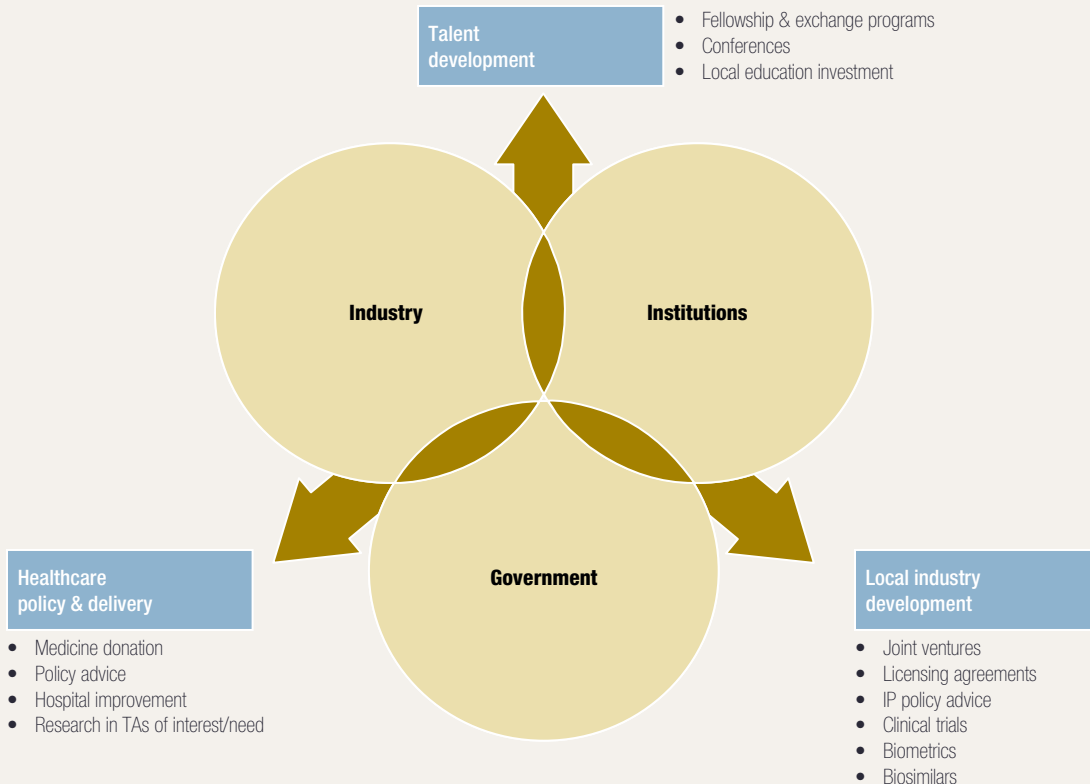 Talent
development
• Fellowship & exchange programs
• Conferences
• Local education investment
Industry
Institutions
Government
Healthcare
policy & delivery
• Medicine donation
• Policy advice
• Hospital improvement
• Research in TAs of interest/need
Local industry
development
• Joint ventures
• Licensing agreements
• IP policy advice
• Clinical trials
• Biometrics
• Biosimilars